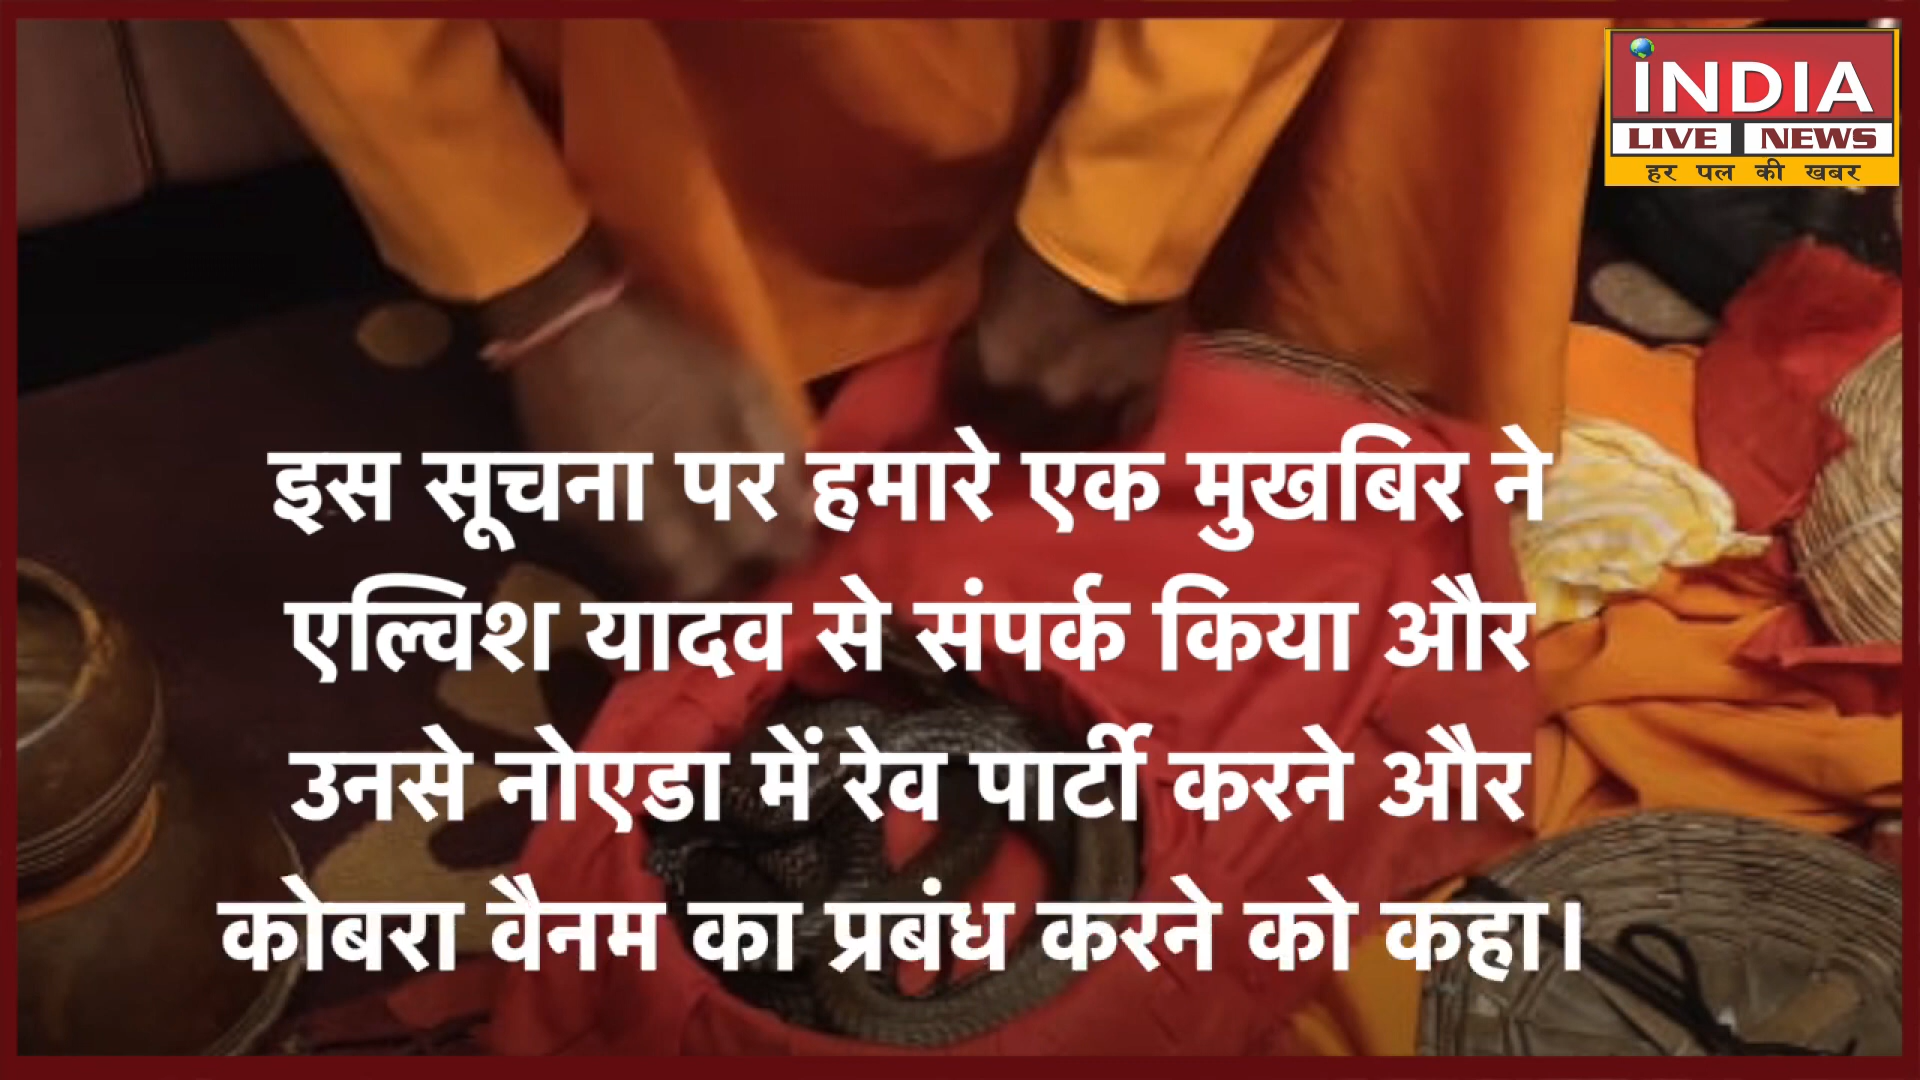 INDIA
LIVE NEWS
हर पल की खबर
इस सूचना पर हमारे एक मुखबिर ने
एल्विश यादव से संपर्क किया और
उनसे नोएडा में रेव पार्टी करने और
कोबरा वैनम का प्रबंध करने को कहा।